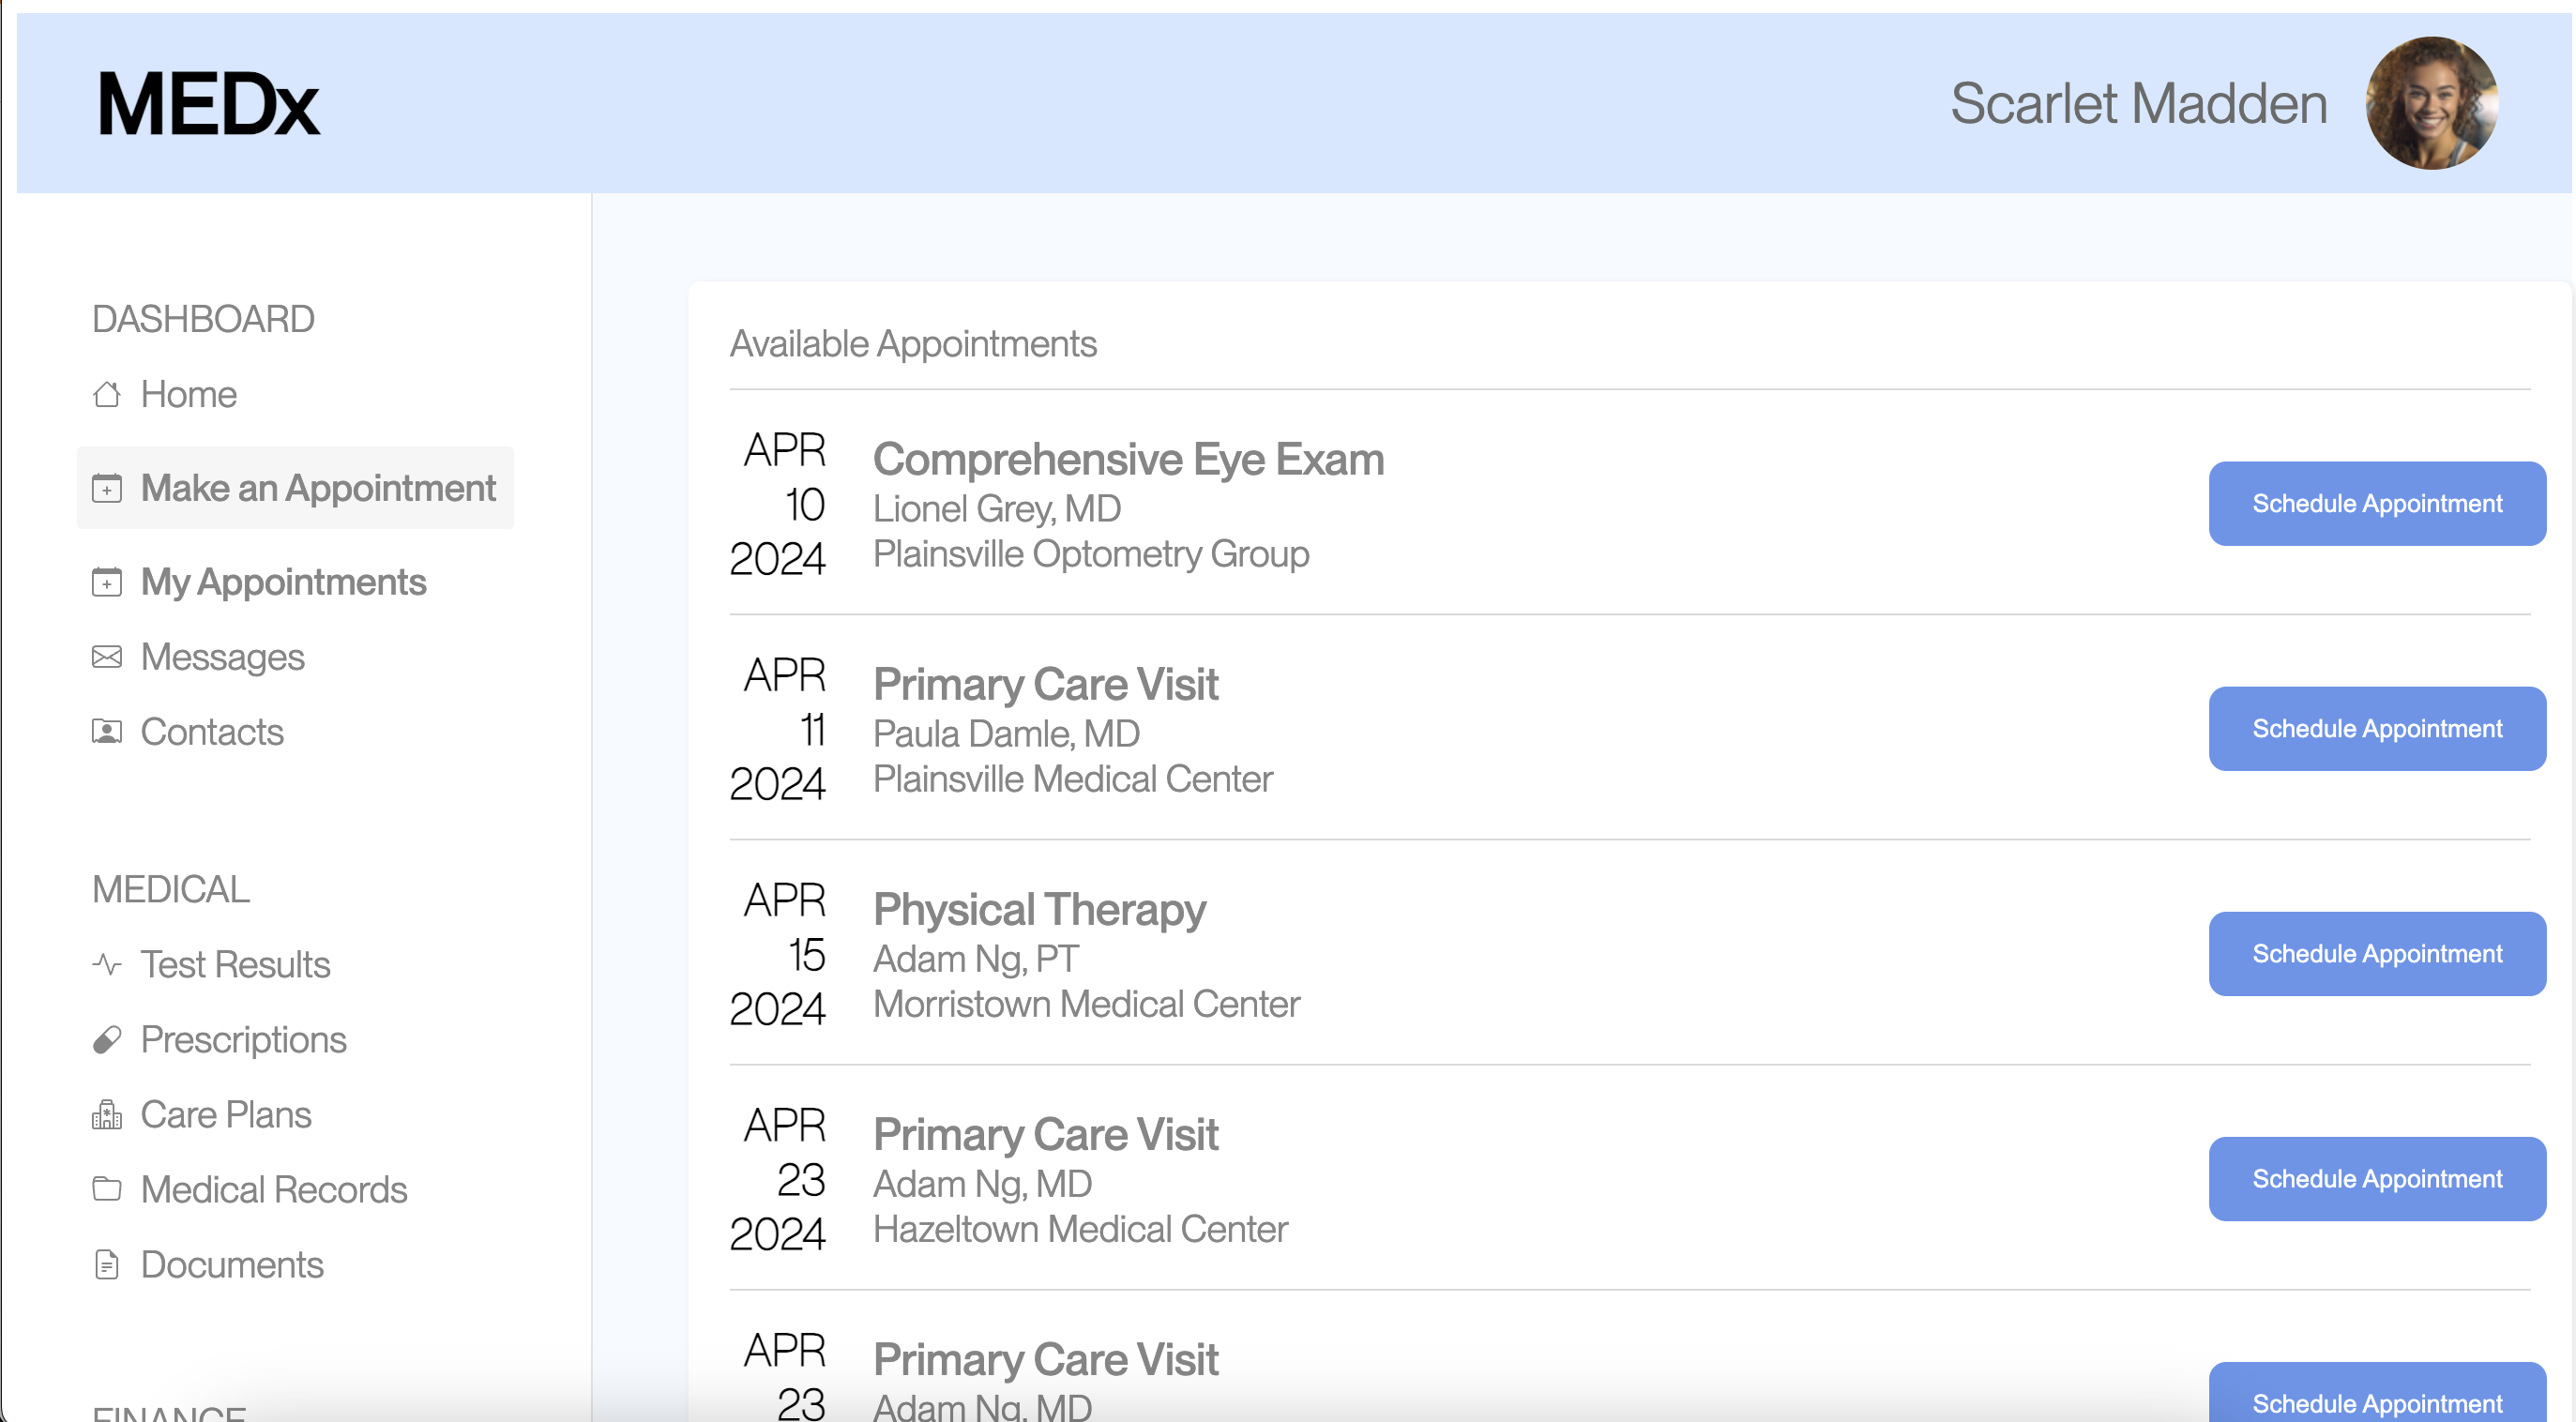 MEDx
Scarlet Madden
DASHBOARD
Home
Make an Appointment
My Appointments
Messages
Contacts
MEDICAL
Test Results
Prescriptions
Care Plans
Medical Records
Documents
FINANCE
Available Appointments
APR
10
2024
Comprehensive Eye Exam
Lionel Grey, MD
Plainsville Optometry Group
Schedule Appointment
APR
11
2024
Primary Care Visit
Paula Damle, MD
Plainsville Medical Center
Schedule Appointment
APR
15
2024
Physical Therapy
Adam Ng, PT
Morristown Medical Center
Schedule Appointment
APR
23
2024
Primary Care Visit
Adam Ng, MD
Hazeltown Medical Center
Schedule Appointment
APR
23
Primary Care Visit
Adam Ng, MD
Schedule Appointment